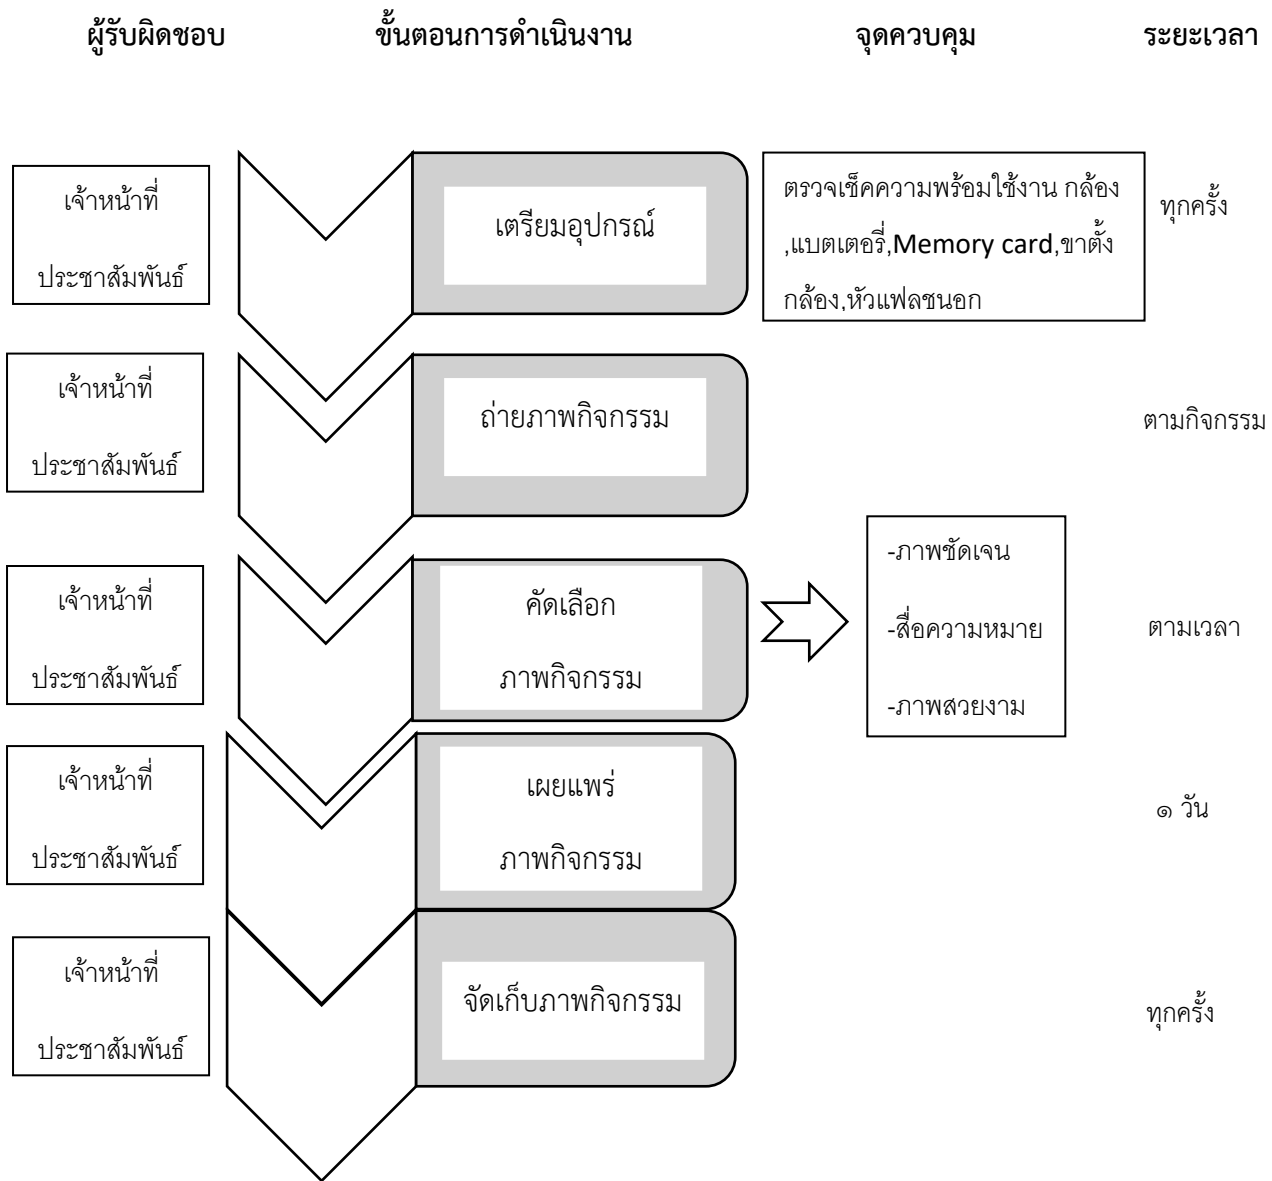 ผู้รับผิดชอบ ขั้นตอนการดำเนินงาน จุดควบคุม ระยะเวลา
เจ้าหน้าที่
ประชาสัมพันธ์
เตรียมอุปกรณ์
ตรวจเช็คความพร้อมใช้งาน กล้อง
,แบตเตอรี่,Memory card,ขาตั้ง
กล้อง,หัวแฟลชนอก
ทุกครั้ง
เจ้าหน้าที่
ประชาสัมพันธ์
ถ่ายภาพกิจกรรม
ตามกิจกรรม
เจ้าหน้าที่
ประชาสัมพันธ์
คัดเลือก
ภาพกิจกรรม
-ภาพชัดเจน
-สื่อความหมาย
-ภาพสวยงาม
ตามเวลา
เจ้าหน้าที่
ประชาสัมพันธ์
เผยแพร่
ภาพกิจกรรม
๑ วัน
เจ้าหน้าที่
ประชาสัมพันธ์
จัดเก็บภาพกิจกรรม
ทุกครั้ง